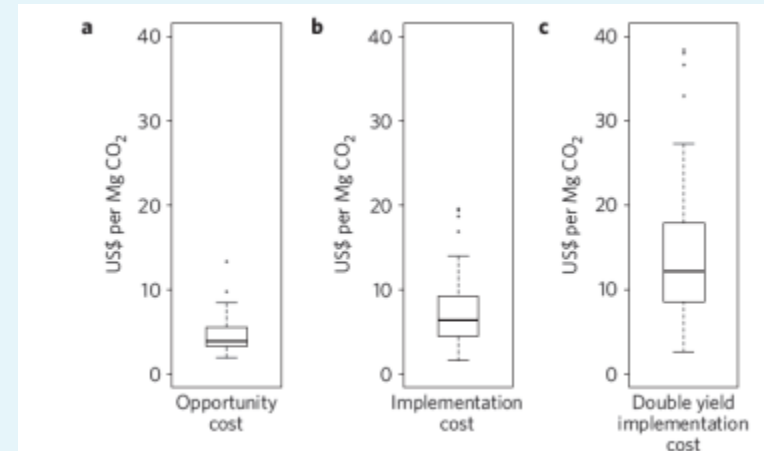 a
40
30
20
10
0
US$ per Mg CO₂
Opportunity
cost
b
40
30
20
10
0
US$ per Mg CO₂
Implementation
cost
c
40
30
20
10
0
US$ per Mg CO₂
Double yield
implementation
cost